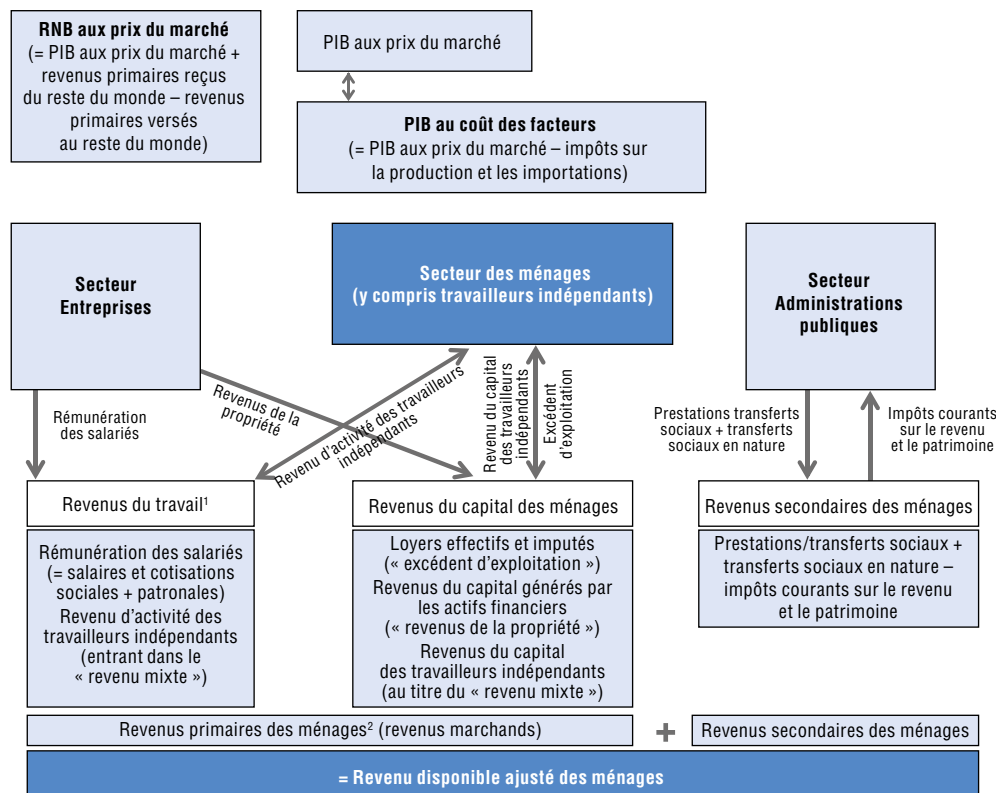 RNB aux prix du marché
(= PIB aux prix du marché +
revenus primaires reçus
du reste du monde – revenus
primaires versés
au reste du monde)
PIB aux prix du marché
PIB au coût des facteurs
(= PIB aux prix du marché – impôts sur
la production et les importations)
Secteur
Entreprises
Secteur des ménages
(y compris travailleurs indépendants)
Secteur
Administrations
publiques
Rémunération
des salariés
Revenus de la
propriété
Revenu d'activité des travailleurs
indépendants
Revenu du capital
des travailleurs
indépendants
Excédent
d'exploitation
Prestations transferts
sociaux + transferts
sociaux en nature
Impôts courants
sur le revenu
et le patrimoine
Revenus du travail¹
Rémunération des salariés
(= salaires et cotisations
sociales + patronales)
Revenu d'activité des
travailleurs indépendants
(entrant dans le
« revenu mixte »)
Revenus du capital des ménages
Loyers effectifs et imputés
(« excédent d'exploitation »)
Revenus du capital générés par
les actifs financiers
(« revenus de la propriété »)
Revenus du capital
des travailleurs indépendants
(au titre du « revenu mixte »)
Revenus secondaires des ménages
Prestations/transferts sociaux +
transferts sociaux en nature –
impôts courants sur le revenu
et le patrimoine
Revenus primaires des ménages² (revenus marchands)
+
Revenus secondaires des ménages
= Revenu disponible ajusté des ménages